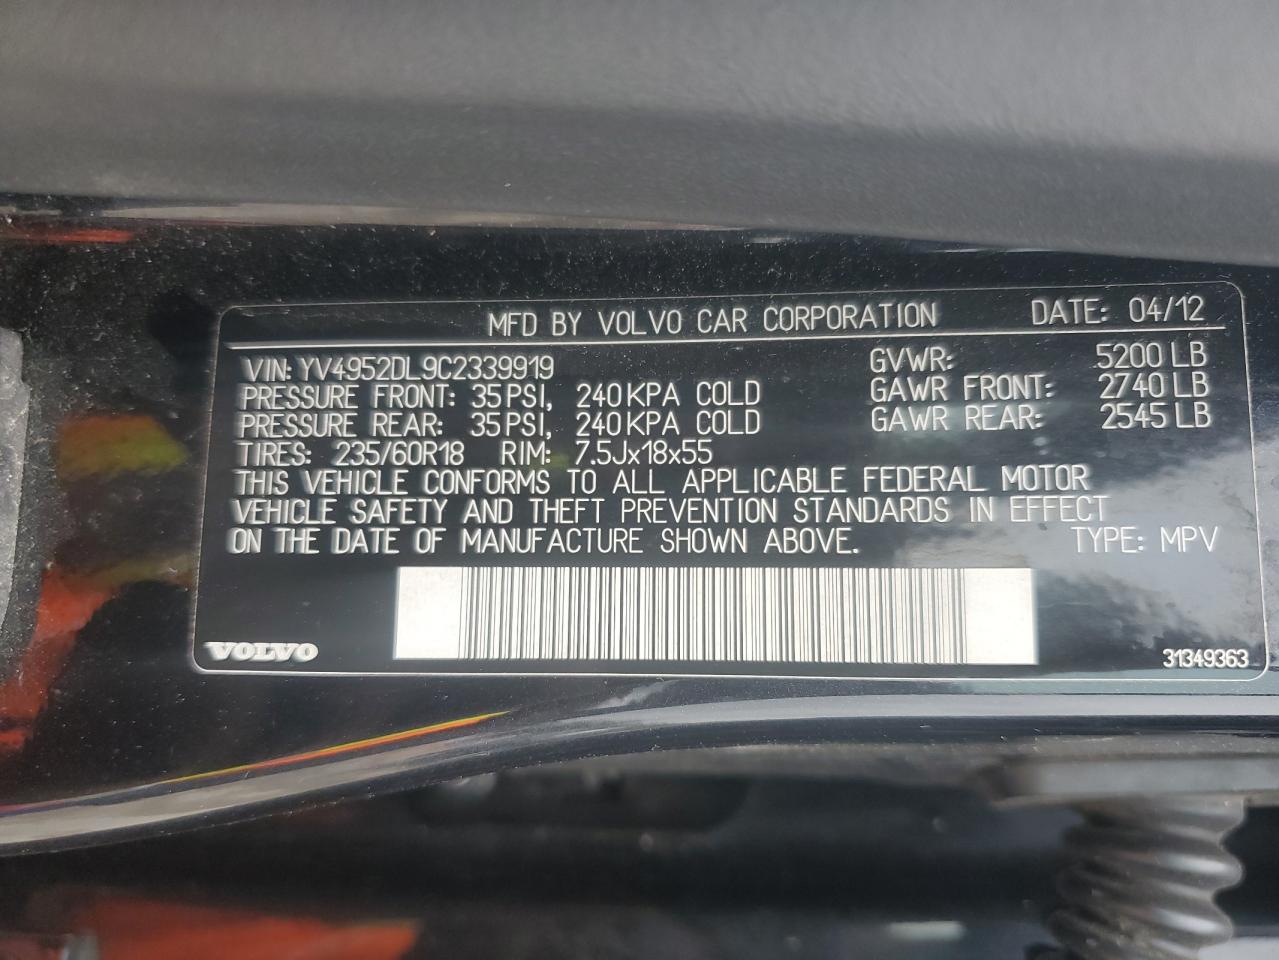 MFD BY VOLVO CAR CORPORATION DATE: 04/12
VIN: YV4952DL9C2339919 GVWR: 5200 LB
PRESSURE FRONT: 35 PSI, 240 KPA COLD GAWR FRONT: 2740 LB
PRESSURE REAR: 35 PSI, 240 KPA COLD GAWR REAR: 2545 LB
TIRES: 235/60R18 RIM: 7.5Jx18x55
THIS VEHICLE CONFORMS TO ALL APPLICABLE FEDERAL MOTOR
VEHICLE SAFETY AND THEFT PREVENTION STANDARDS IN EFFECT
ON THE DATE OF MANUFACTURE SHOWN ABOVE. TYPE: MPV
VOLVO 31349363